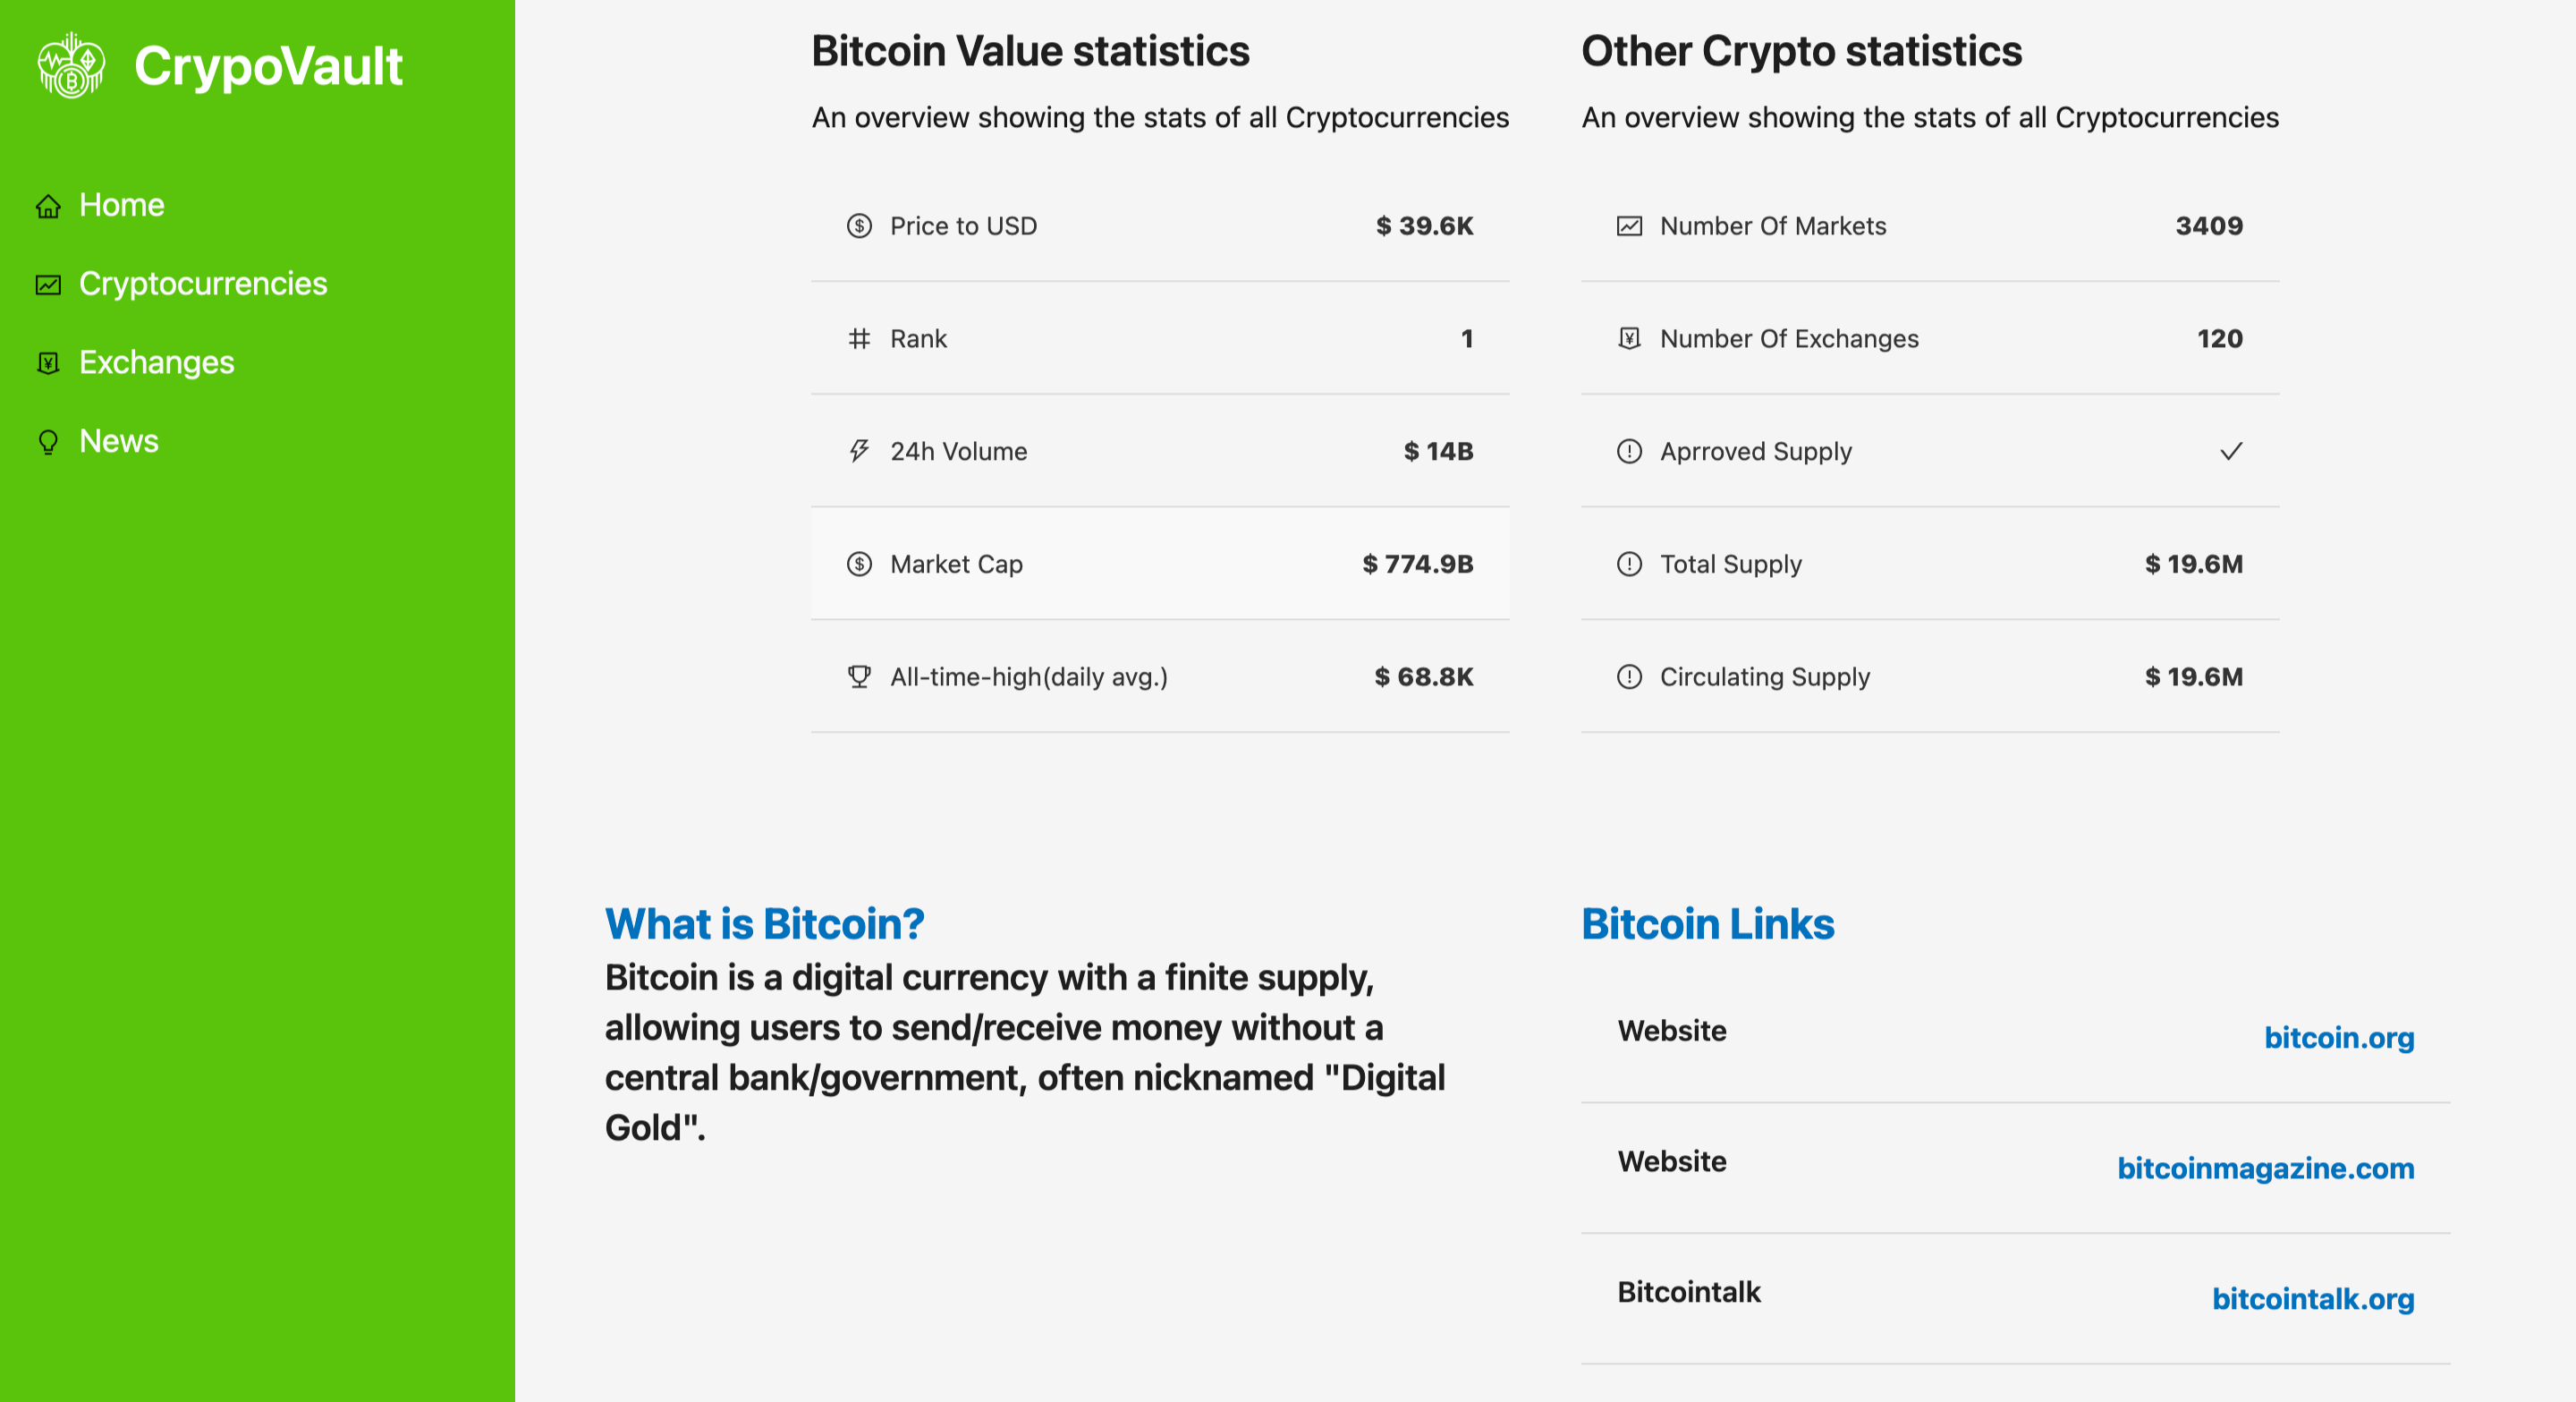 CrypoVault
Home
Cryptocurrencies
Exchanges
News
Bitcoin Value statistics
An overview showing the stats of all Cryptocurrencies
Price to USD $ 39.6K
Rank 1
24h Volume $ 14B
Market Cap $ 774.9B
All-time-high(daily avg.) $ 68.8K
Other Crypto statistics
An overview showing the stats of all Cryptocurrencies
Number Of Markets 3409
Number Of Exchanges 120
Aprroved Supply
Total Supply $ 19.6M
Circulating Supply $ 19.6M
What is Bitcoin?
Bitcoin is a digital currency with a finite supply,
allowing users to send/receive money without a
central bank/government, often nicknamed "Digital
Gold".
Bitcoin Links
Website bitcoin.org
Website bitcoinmagazine.com
Bitcointalk bitcointalk.org